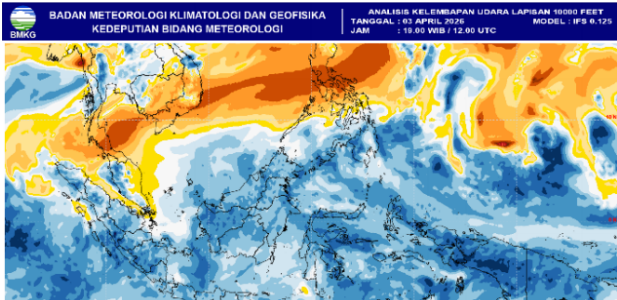 BMKG
BADAN METEOROLOGI KLIMATOLOGI DAN GEOFISIKA
KEDEPUTIAN BIDANG METEOROLOGI
ANALISIS KELEMBAPAN UDARA LAPISAN 10000 FEET
TANGGAL : 03 APRIL 2026
MODEL : IFS 0.125
JAM : 19.00 WIB / 12.00 UTC